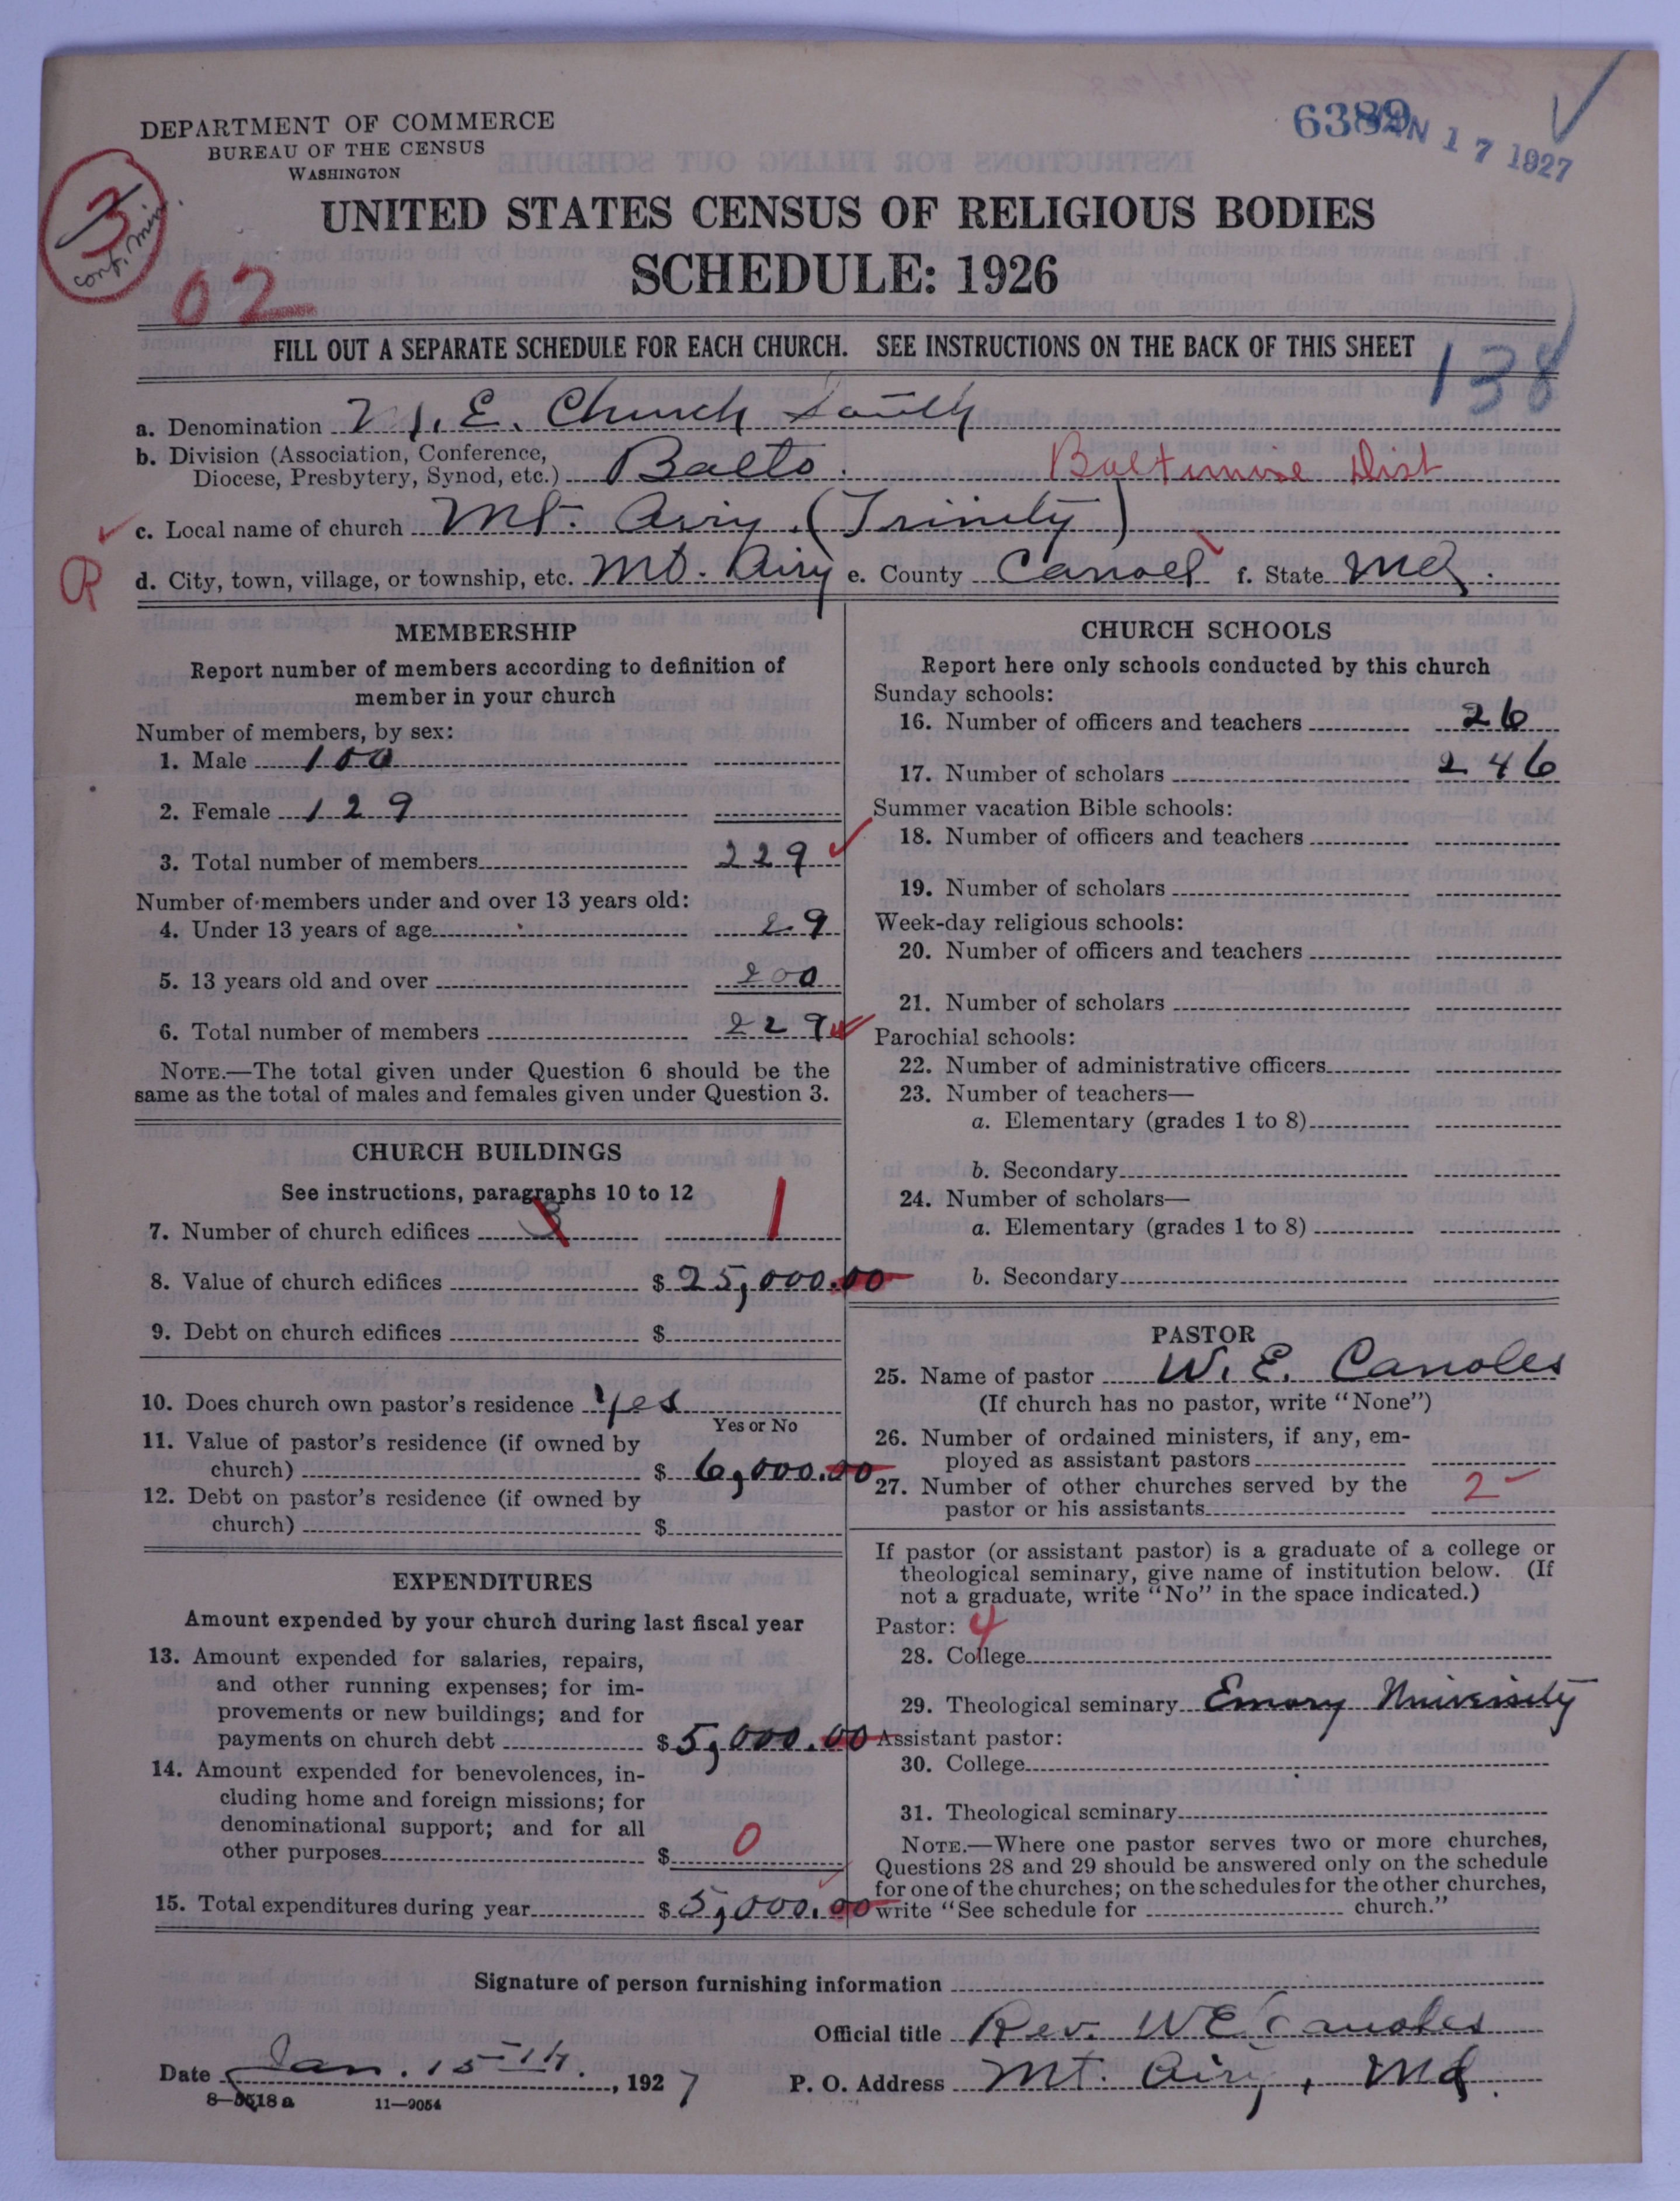 6389 JAN 17 1927
DEPARTMENT OF COMMERCE
BUREAU OF THE CENSUS
WASHINGTON
3
conf. min.
02
UNITED STATES CENSUS OF RELIGIOUS BODIES
SCHEDULE: 1926
FILL OUT A SEPARATE SCHEDULE FOR EACH CHURCH. SEE INSTRUCTIONS ON THE BACK OF THIS SHEET
138
a. Denomination M. E. Church South
b. Division (Association, Conference,
Diocese, Presbytery, Synod, etc.) Balto. Baltimore Dist
c. Local name of church Mt. Airy (Trinity)
R
d. City, town, village, or township, etc. Mt. Airy e. County Carroll f. State Md.
MEMBERSHIP
Report number of members according to definition of
member in your church
Number of members, by sex:
1. Male 100
2. Female 129
3. Total number of members 229
Number of members under and over 13 years old:
4. Under 13 years of age 29
5. 13 years old and over 200
6. Total number of members 229
NOTE.—The total given under Question 6 should be the
same as the total of males and females given under Question 3.
CHURCH BUILDINGS
See instructions, paragraphs 10 to 12
7. Number of church edifices 1
8. Value of church edifices $ 25,000.00
9. Debt on church edifices $
10. Does church own pastor's residence Yes
Yes or No
11. Value of pastor's residence (if owned by
church) $ 6,000.00
12. Debt on pastor's residence (if owned by
church) $
EXPENDITURES
Amount expended by your church during last fiscal year
13. Amount expended for salaries, repairs,
and other running expenses; for im-
provements or new buildings; and for
payments on church debt $ 5,000.00
14. Amount expended for benevolences, in-
cluding home and foreign missions; for
denominational support; and for all
other purposes $ 0
15. Total expenditures during year $ 5,000.00
CHURCH SCHOOLS
Report here only schools conducted by this church
Sunday schools:
16. Number of officers and teachers 26
17. Number of scholars 246
Summer vacation Bible schools:
18. Number of officers and teachers
19. Number of scholars
Week-day religious schools:
20. Number of officers and teachers
21. Number of scholars
Parochial schools:
22. Number of administrative officers
23. Number of teachers—
a. Elementary (grades 1 to 8)
b. Secondary
24. Number of scholars—
a. Elementary (grades 1 to 8)
b. Secondary
PASTOR
25. Name of pastor W. E. Canoles
(If church has no pastor, write "None")
26. Number of ordained ministers, if any, em-
ployed as assistant pastors
27. Number of other churches served by the
pastor or his assistants 2
If pastor (or assistant pastor) is a graduate of a college or
theological seminary, give name of institution below. (If
not a graduate, write "No" in the space indicated.)
Pastor: 4
28. College
29. Theological seminary Emory University
Assistant pastor:
30. College
31. Theological seminary
NOTE.—Where one pastor serves two or more churches,
Questions 28 and 29 should be answered only on the schedule
for one of the churches; on the schedules for the other churches,
write "See schedule for church."
Signature of person furnishing information
Official title Rev. W E Canoles
Date Jan. 15th, 1927 P. O. Address Mt. Airy, Md.
8—5518 a 11—9054